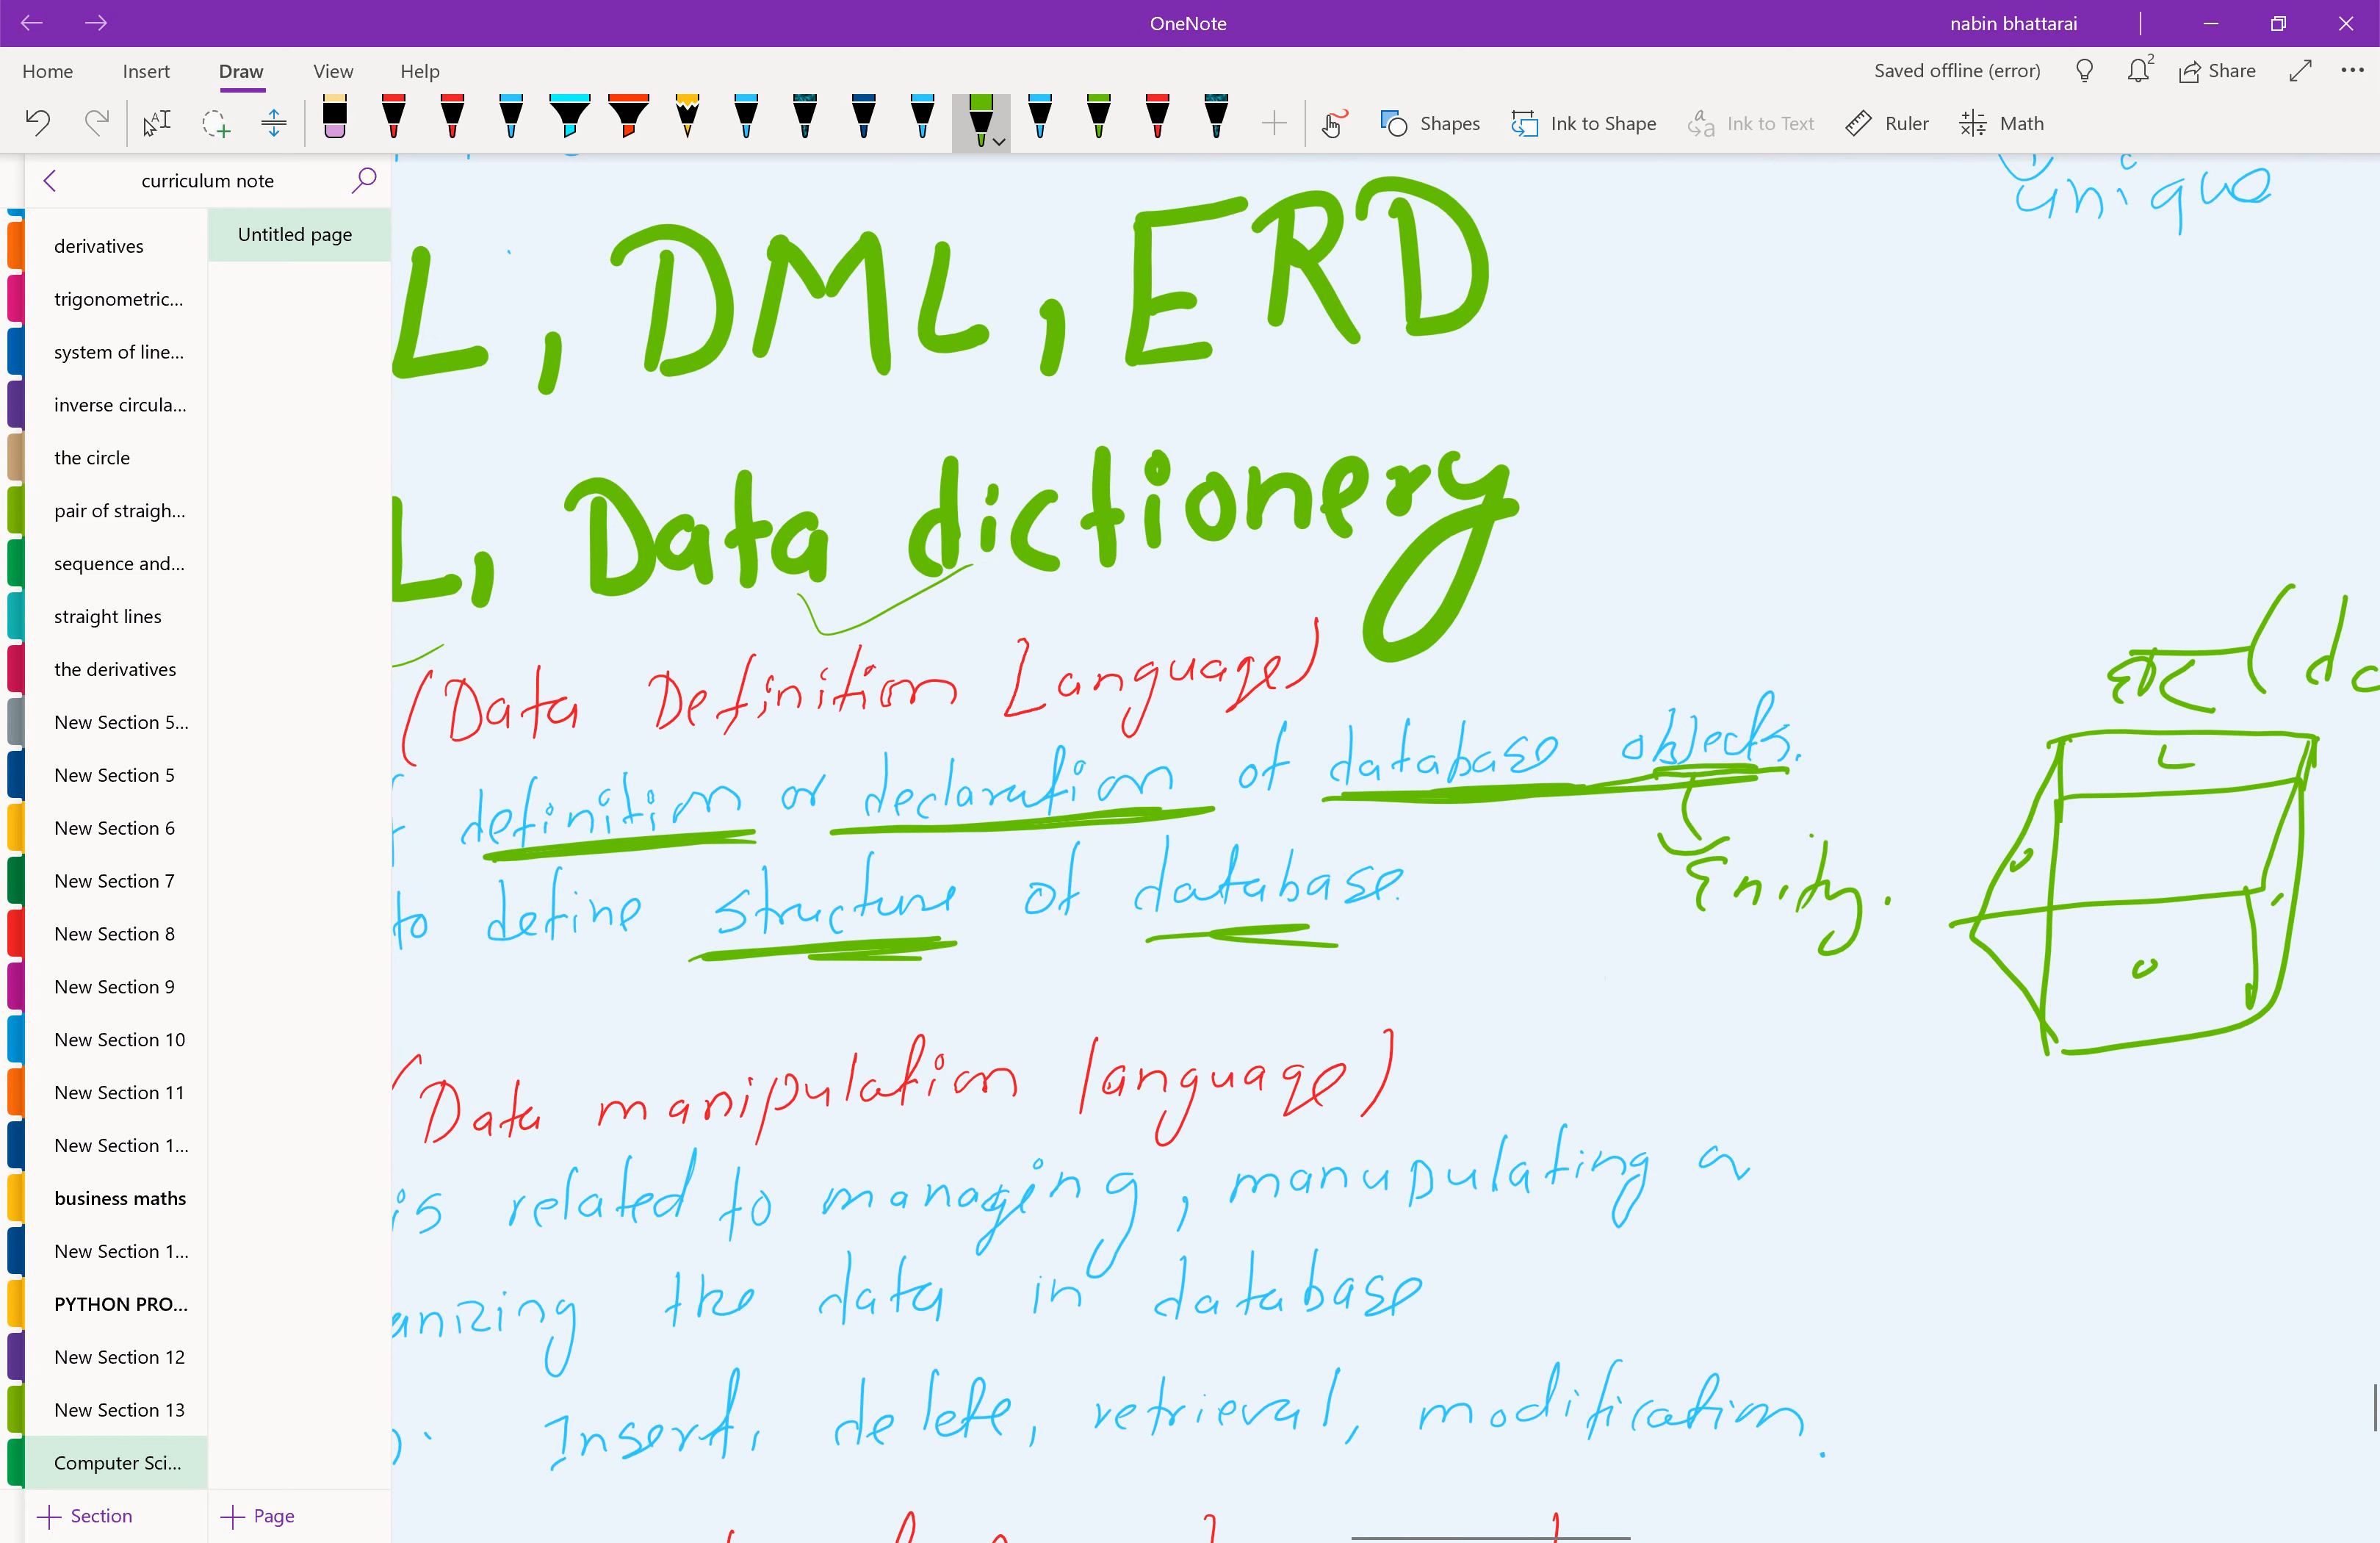 OneNote
nabin bhattarai
Home Insert Draw View Help
Saved offline (error) 2 Share
Shapes Ink to Shape Ink to Text Ruler Math
curriculum note
Untitled page
derivatives
trigonometric...
system of line...
inverse circula...
the circle
pair of straigh...
sequence and...
straight lines
the derivatives
New Section 5...
New Section 5
New Section 6
New Section 7
New Section 8
New Section 9
New Section 10
New Section 11
New Section 1...
business maths
New Section 1...
PYTHON PRO...
New Section 12
New Section 13
Computer Sci...
Section
Page
unique
L, DML, ERD
L, Data dictionery
(Data Definition Language)
definition or declaration of database objects.
Enity.
to define structure of database.
(Data manipulation language)
is related to managing, manupulating a
anizing the data in database
Insert, delete, retrieval, modification.